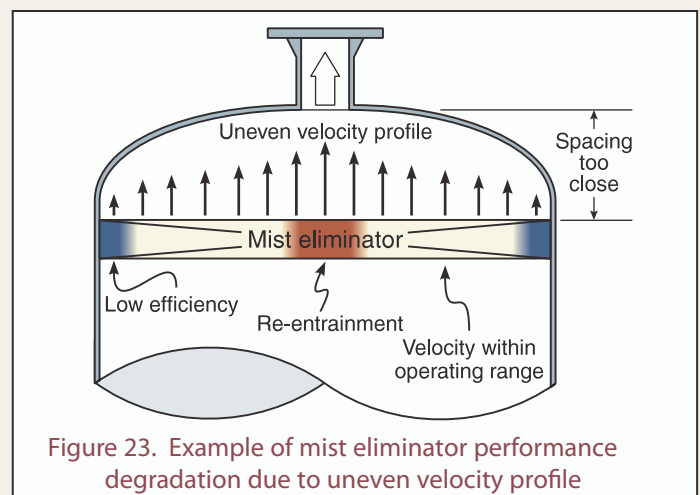 Uneven velocity profile
Spacing
too
close
Mist eliminator
Low efficiency
Re-entrainment
Velocity within
operating range
Figure 23. Example of mist eliminator performance
degradation due to uneven velocity profile